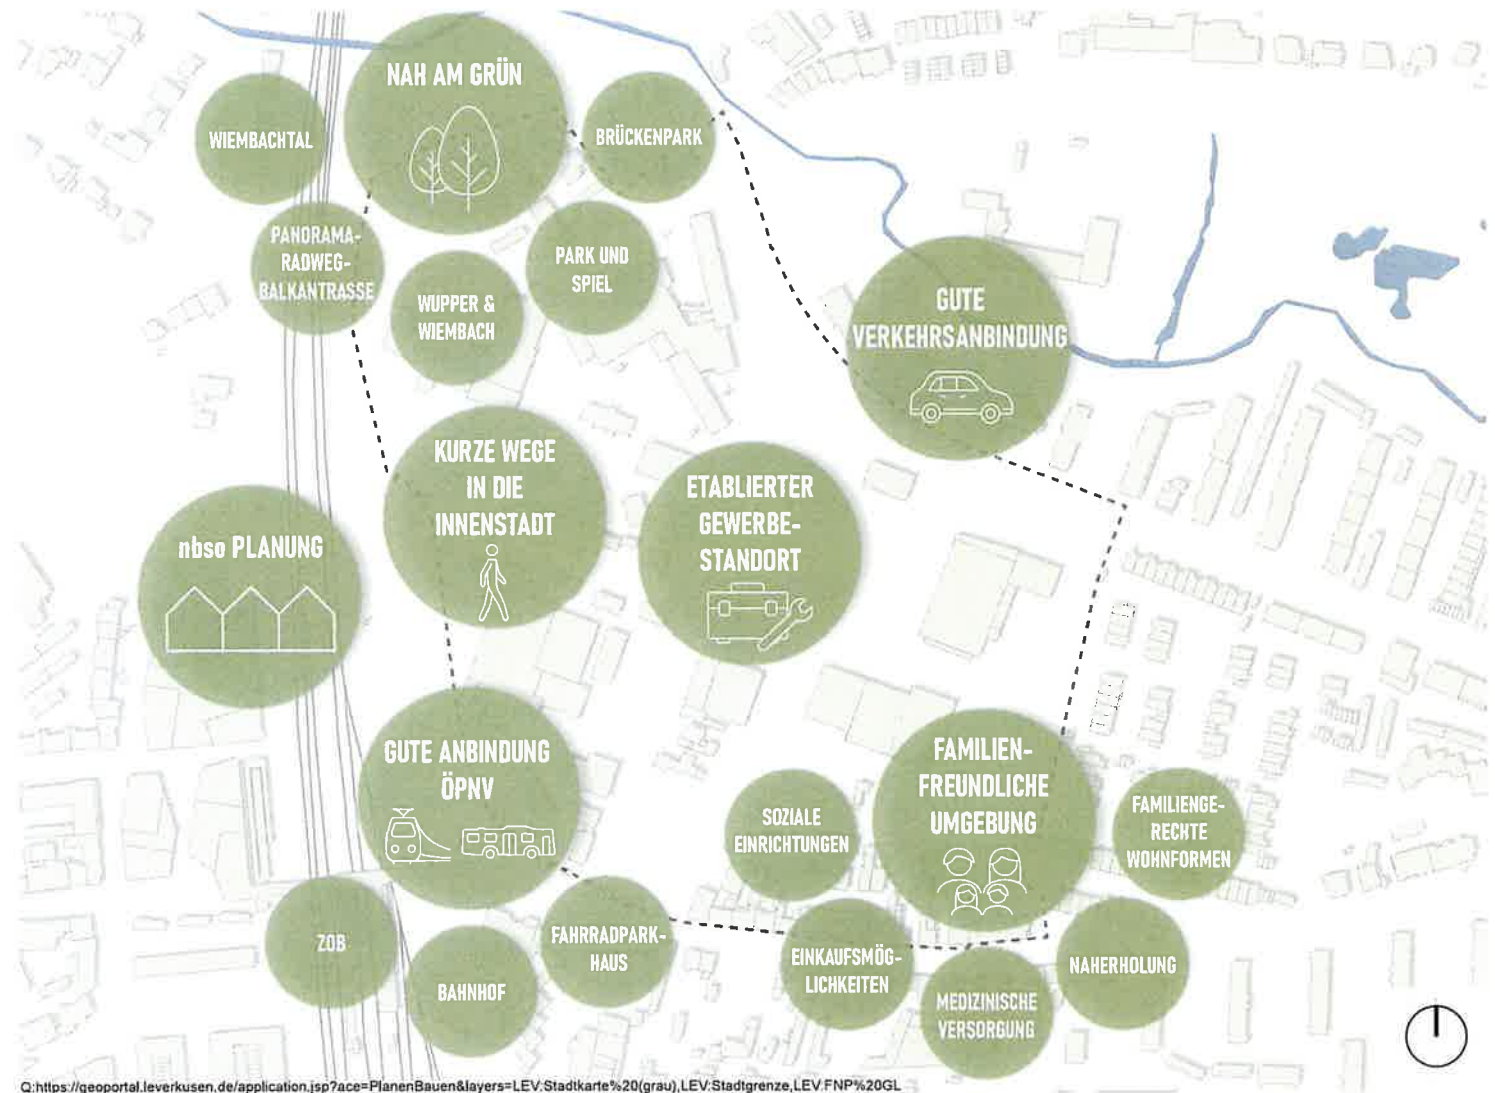 NAH AM GRÜN
WIEMBACHTAL
BRÜCKENPARK
PANORAMA-
RADWEG-
BALKANTRASSE
WUPPER &
WIEMBACH
PARK UND
SPIEL
GUTE
VERKEHRSANBINDUNG
KURZE WEGE
IN DIE
INNENSTADT
ETABLIERTER
GEWERBE-
STANDORT
nbso PLANUNG
GUTE ANBINDUNG
ÖPNV
ZOB
BAHNHOF
FAHRRADPARK-
HAUS
FAMILIEN-
FREUNDLICHE
UMGEBUNG
SOZIALE
EINRICHTUNGEN
FAMILIENGE-
RECHTE
WOHNFORMEN
EINKAUFSMÖG-
LICHKEITEN
MEDIZINISCHE
VERSORGUNG
NAHERHOLUNG
Q:https://geoportal.leverkusen.de/application.jsp?ace=PlanenBauen&layers=LEV:Stadtkarte%20(grau),LEV:Stadtgrenze,LEV:FNP%20GL